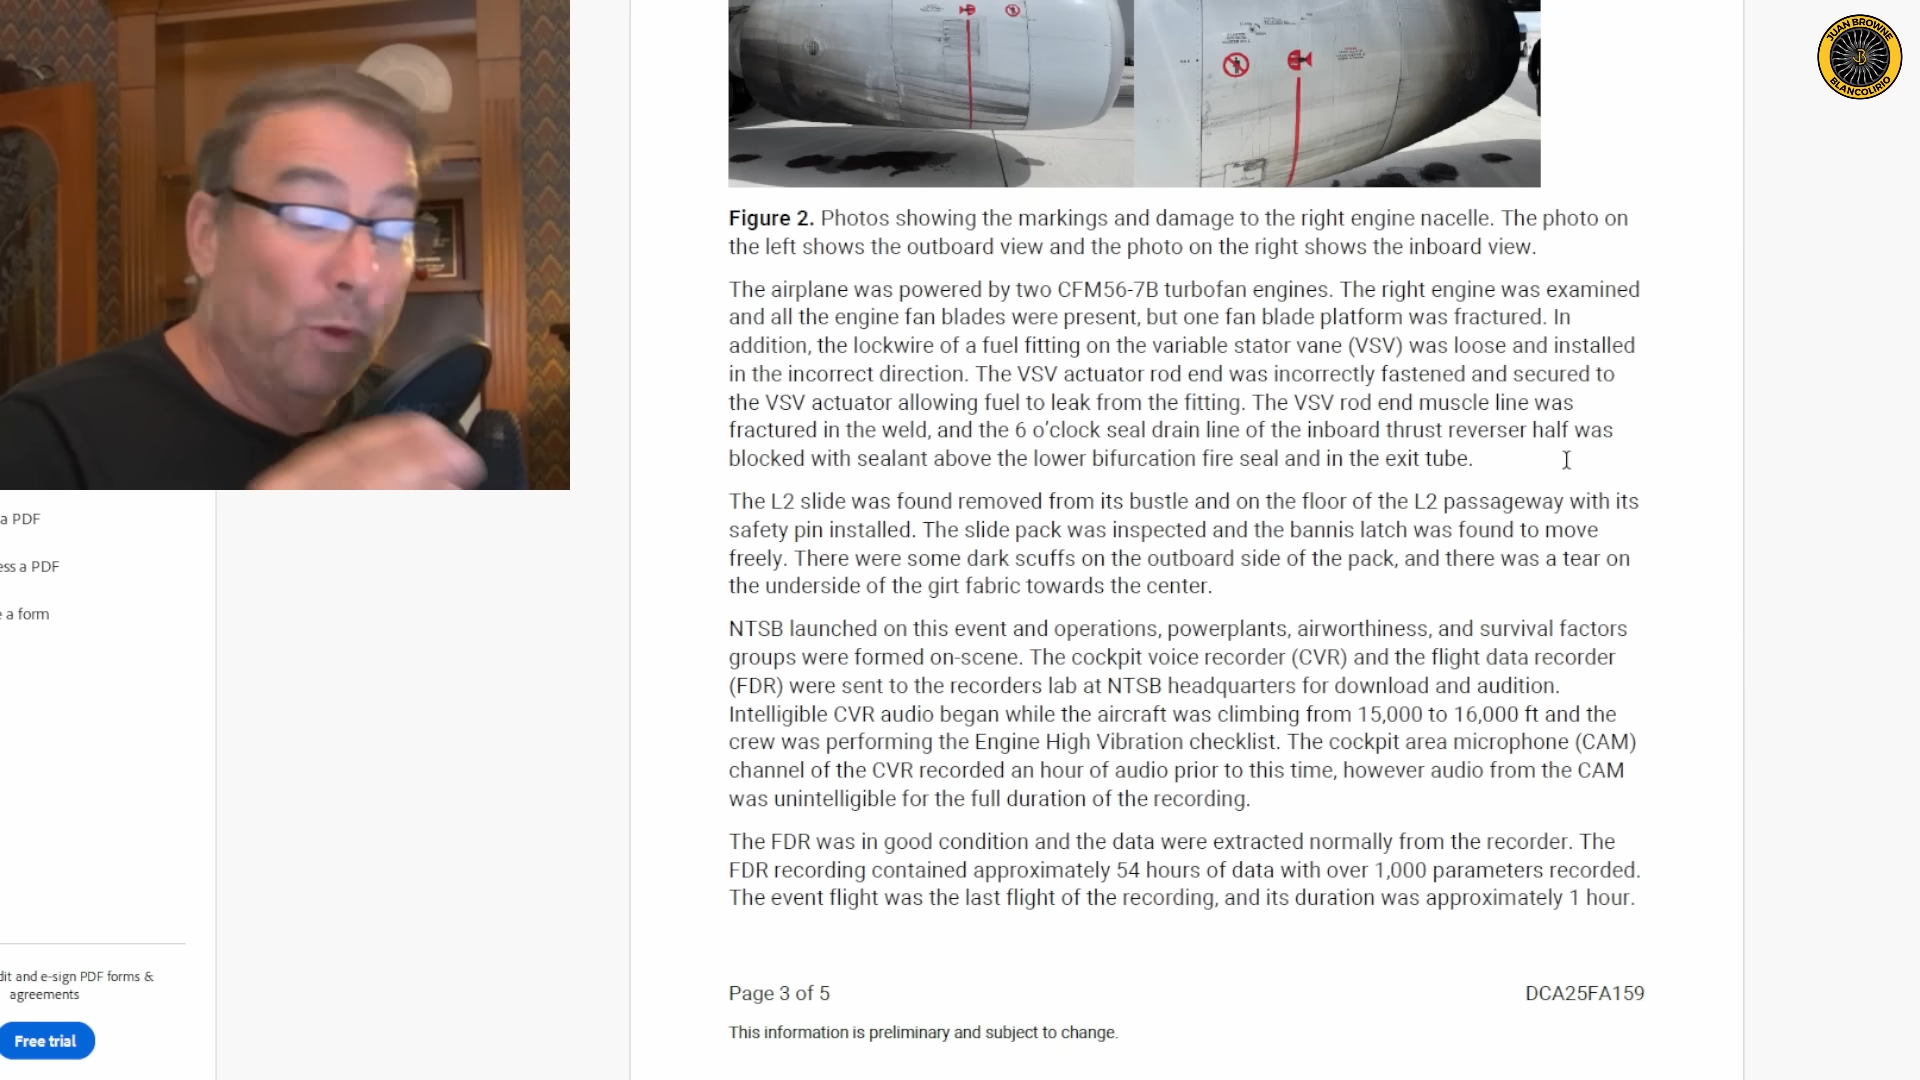 JUAN BROWNE
B
BLANCOLIRIO
Figure 2. Photos showing the markings and damage to the right engine nacelle. The photo on
the left shows the outboard view and the photo on the right shows the inboard view.
The airplane was powered by two CFM56-7B turbofan engines. The right engine was examined
and all the engine fan blades were present, but one fan blade platform was fractured. In
addition, the lockwire of a fuel fitting on the variable stator vane (VSV) was loose and installed
in the incorrect direction. The VSV actuator rod end was incorrectly fastened and secured to
the VSV actuator allowing fuel to leak from the fitting. The VSV rod end muscle line was
fractured in the weld, and the 6 o’clock seal drain line of the inboard thrust reverser half was
blocked with sealant above the lower bifurcation fire seal and in the exit tube.
The L2 slide was found removed from its bustle and on the floor of the L2 passageway with its
safety pin installed. The slide pack was inspected and the bannis latch was found to move
freely. There were some dark scuffs on the outboard side of the pack, and there was a tear on
the underside of the girt fabric towards the center.
NTSB launched on this event and operations, powerplants, airworthiness, and survival factors
groups were formed on-scene. The cockpit voice recorder (CVR) and the flight data recorder
(FDR) were sent to the recorders lab at NTSB headquarters for download and audition.
Intelligible CVR audio began while the aircraft was climbing from 15,000 to 16,000 ft and the
crew was performing the Engine High Vibration checklist. The cockpit area microphone (CAM)
channel of the CVR recorded an hour of audio prior to this time, however audio from the CAM
was unintelligible for the full duration of the recording.
The FDR was in good condition and the data were extracted normally from the recorder. The
FDR recording contained approximately 54 hours of data with over 1,000 parameters recorded.
The event flight was the last flight of the recording, and its duration was approximately 1 hour.
Page 3 of 5
DCA25FA159
This information is preliminary and subject to change.
a PDF
ess a PDF
e a form
dit and e-sign PDF forms &
agreements
Free trial